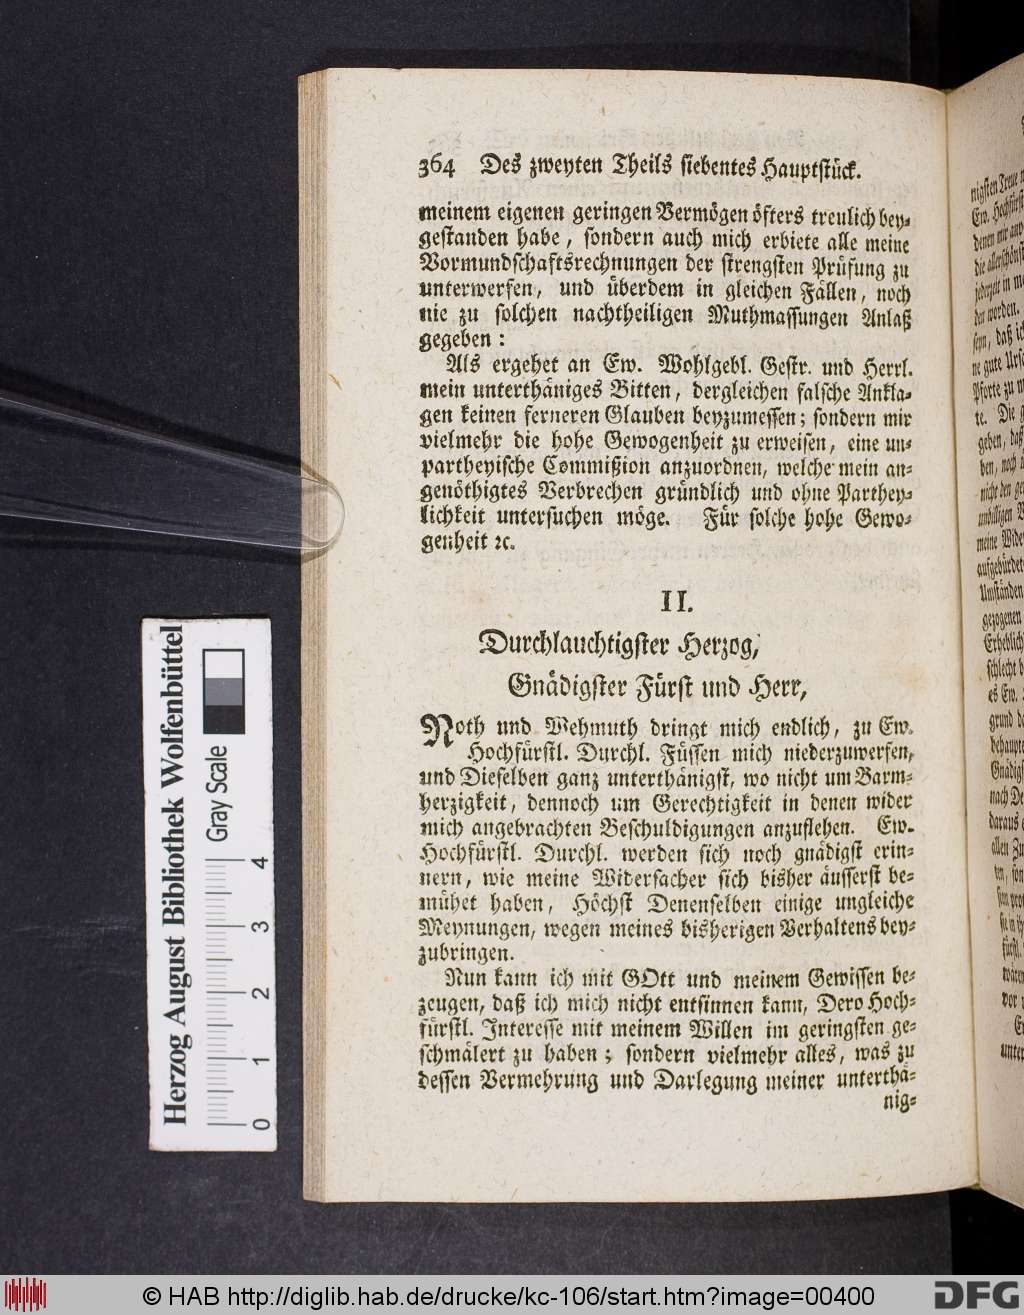 364 Des zweyten Theils siebentes Hauptstück.
meinem eigenen geringen Vermögen öfters treulich bey-
gestanden habe, sondern auch mich erbiete alle meine
Vormundschaftsrechnungen der strengsten Prüfung zu
unterwerfen, und überdem in gleichen Fällen, noch
nie zu solchen nachtheiligen Muthmassungen Anlaß
gegeben:
Als ergehet an Ew. Wohlgebl. Gestr. und Herrl.
mein unterthäniges Bitten, dergleichen falsche Ankla-
gen keinen ferneren Glauben beyzumessen; sondern mir
vielmehr die hohe Gewogenheit zu erweisen, eine un-
partheyische Commißion anzuordnen, welche mein an-
genöthigtes Verbrechen gründlich und ohne Parthey-
lichkeit untersuchen möge. Für solche hohe Gewo-
genheit ꝛc.
II.
Durchlauchtigster Herzog,
Gnädigster Fürst und Herr,
Noth und Wehmuth dringt mich endlich, zu Ew.
Hochfürstl. Durchl. Füssen mich niederzuwerfen,
und Dieselben ganz unterthänigst, wo nicht um Barm-
herzigkeit, dennoch um Gerechtigkeit in denen wider
mich angebrachten Beschuldigungen anzuflehen. Ew.
Hochfürstl. Durchl. werden sich noch gnädigst erin-
nern, wie meine Widersacher sich bisher äusserst be-
mühet haben, Höchst Denenselben einige ungleiche
Meynungen, wegen meines bisherigen Verhaltens bey-
zubringen.
Nun kann ich mit GOtt und meinem Gewissen be-
zeugen, daß ich mich nicht entsinnen kann, Dero Hoch-
fürstl. Interesse mit meinem Willen im geringsten ge-
schmälert zu haben; sondern vielmehr alles, was zu
dessen Vermehrung und Darlegung meiner unterthä-
nig-
Herzog August Bibliothek Wolfenbüttel
Gray Scale
0 1 2 3 4
© HAB http://diglib.hab.de/drucke/kc-106/start.htm?image=00400
DFG